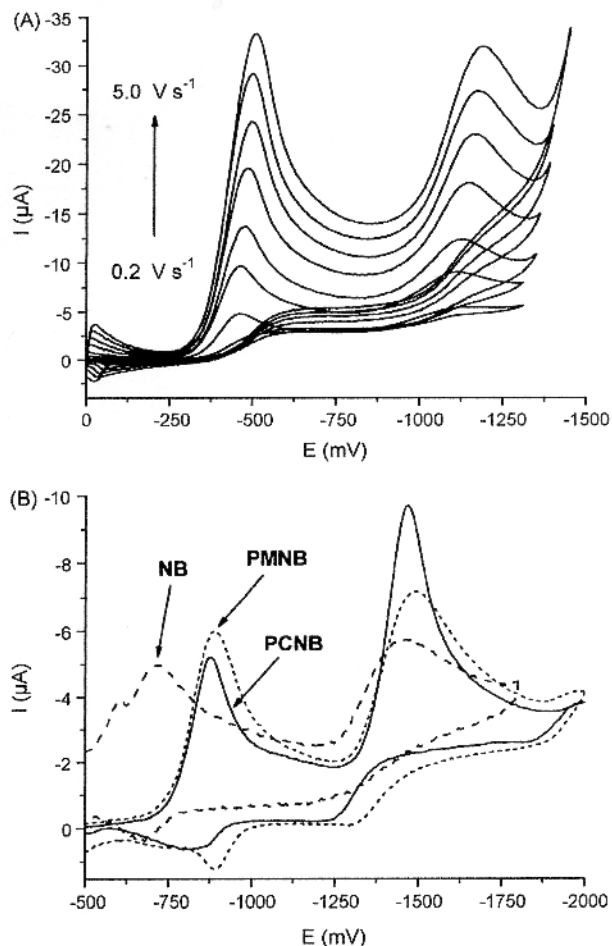 (A)
-35
-30
-25
-20
-15
-10
-5
0
I (µA)
5.0 V s⁻¹
0.2 V s⁻¹
0 -250 -500 -750 -1000 -1250 -1500
E (mV)
(B)
-10
-8
-6
-4
-2
0
I (µA)
NB
PMNB
PCNB
-500 -750 -1000 -1250 -1500 -1750 -2000
E (mV)